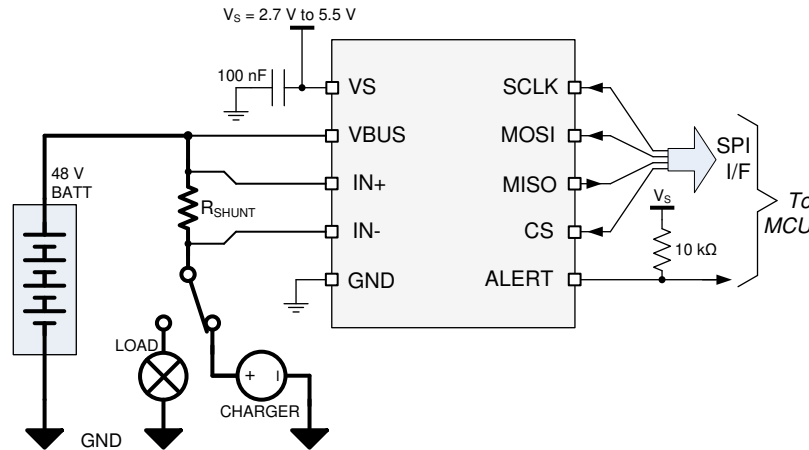 V_S = 2.7 V to 5.5 V
100 nF
VS
SCLK
VBUS
MOSI
SPI
I/F
48 V
BATT
IN+
MISO
R_SHUNT
V_S
To
MCU
IN-
CS
10 kΩ
GND
ALERT
LOAD
+
I
CHARGER
GND